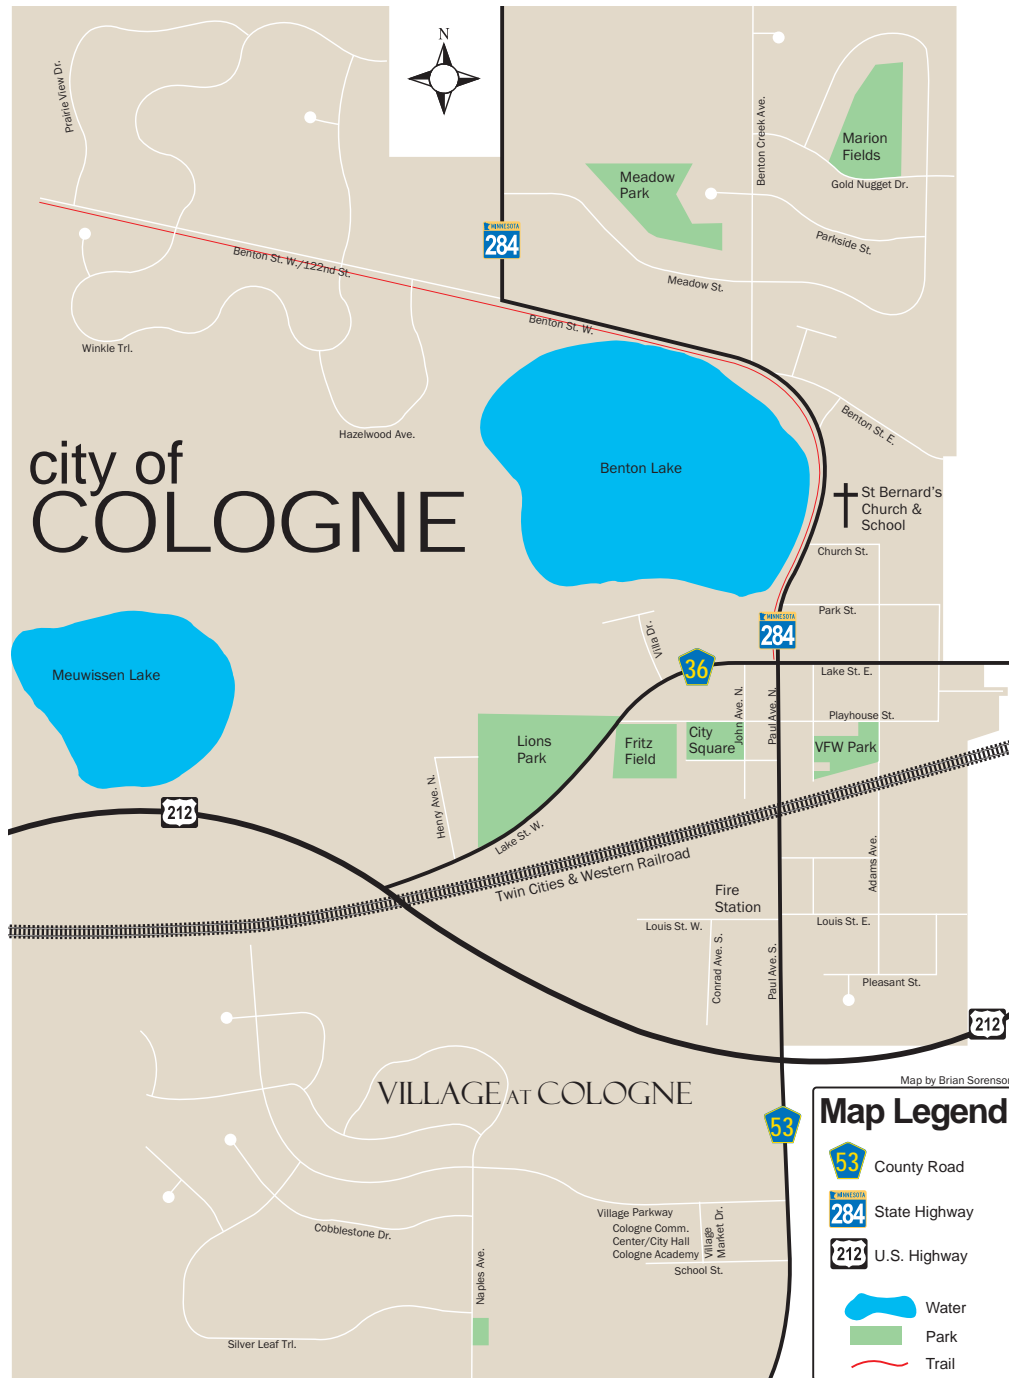 N
Prairie View Dr.
Benton Creek Ave.
Marion
Fields
Meadow
Park
Gold Nugget Dr.
MINNESOTA
284
Parkside St.
Benton St. W./122nd St.
Meadow St.
Benton St. W.
Winkle Trl.
Hazelwood Ave.
Benton St. E.
city of
COLOGNE
Benton Lake
St Bernard's
Church &
School
Church St.
Park St.
MINNESOTA
284
Villa Dr.
Meuwissen Lake
36
Lake St. E.
John Ave. N.
Paul Ave. N.
Playhouse St.
Lions
Park
Fritz
Field
City
Square
VFW Park
Henry Ave. N.
212
Lake St. W.
Twin Cities & Western Railroad
Adams Ave.
Fire
Station
Louis St. W.
Louis St. E.
Conrad Ave. S.
Paul Ave. S.
Pleasant St.
212
Map by Brian Sorenson
VILLAGE AT COLOGNE
53
Map Legend
53
County Road
MINNESOTA
284
State Highway
212
U.S. Highway
Water
Park
Trail
Village Parkway
Cologne Comm.
Center/City Hall
Cologne Academy
Village
Market Dr.
School St.
Cobblestone Dr.
Naples Ave.
Silver Leaf Trl.